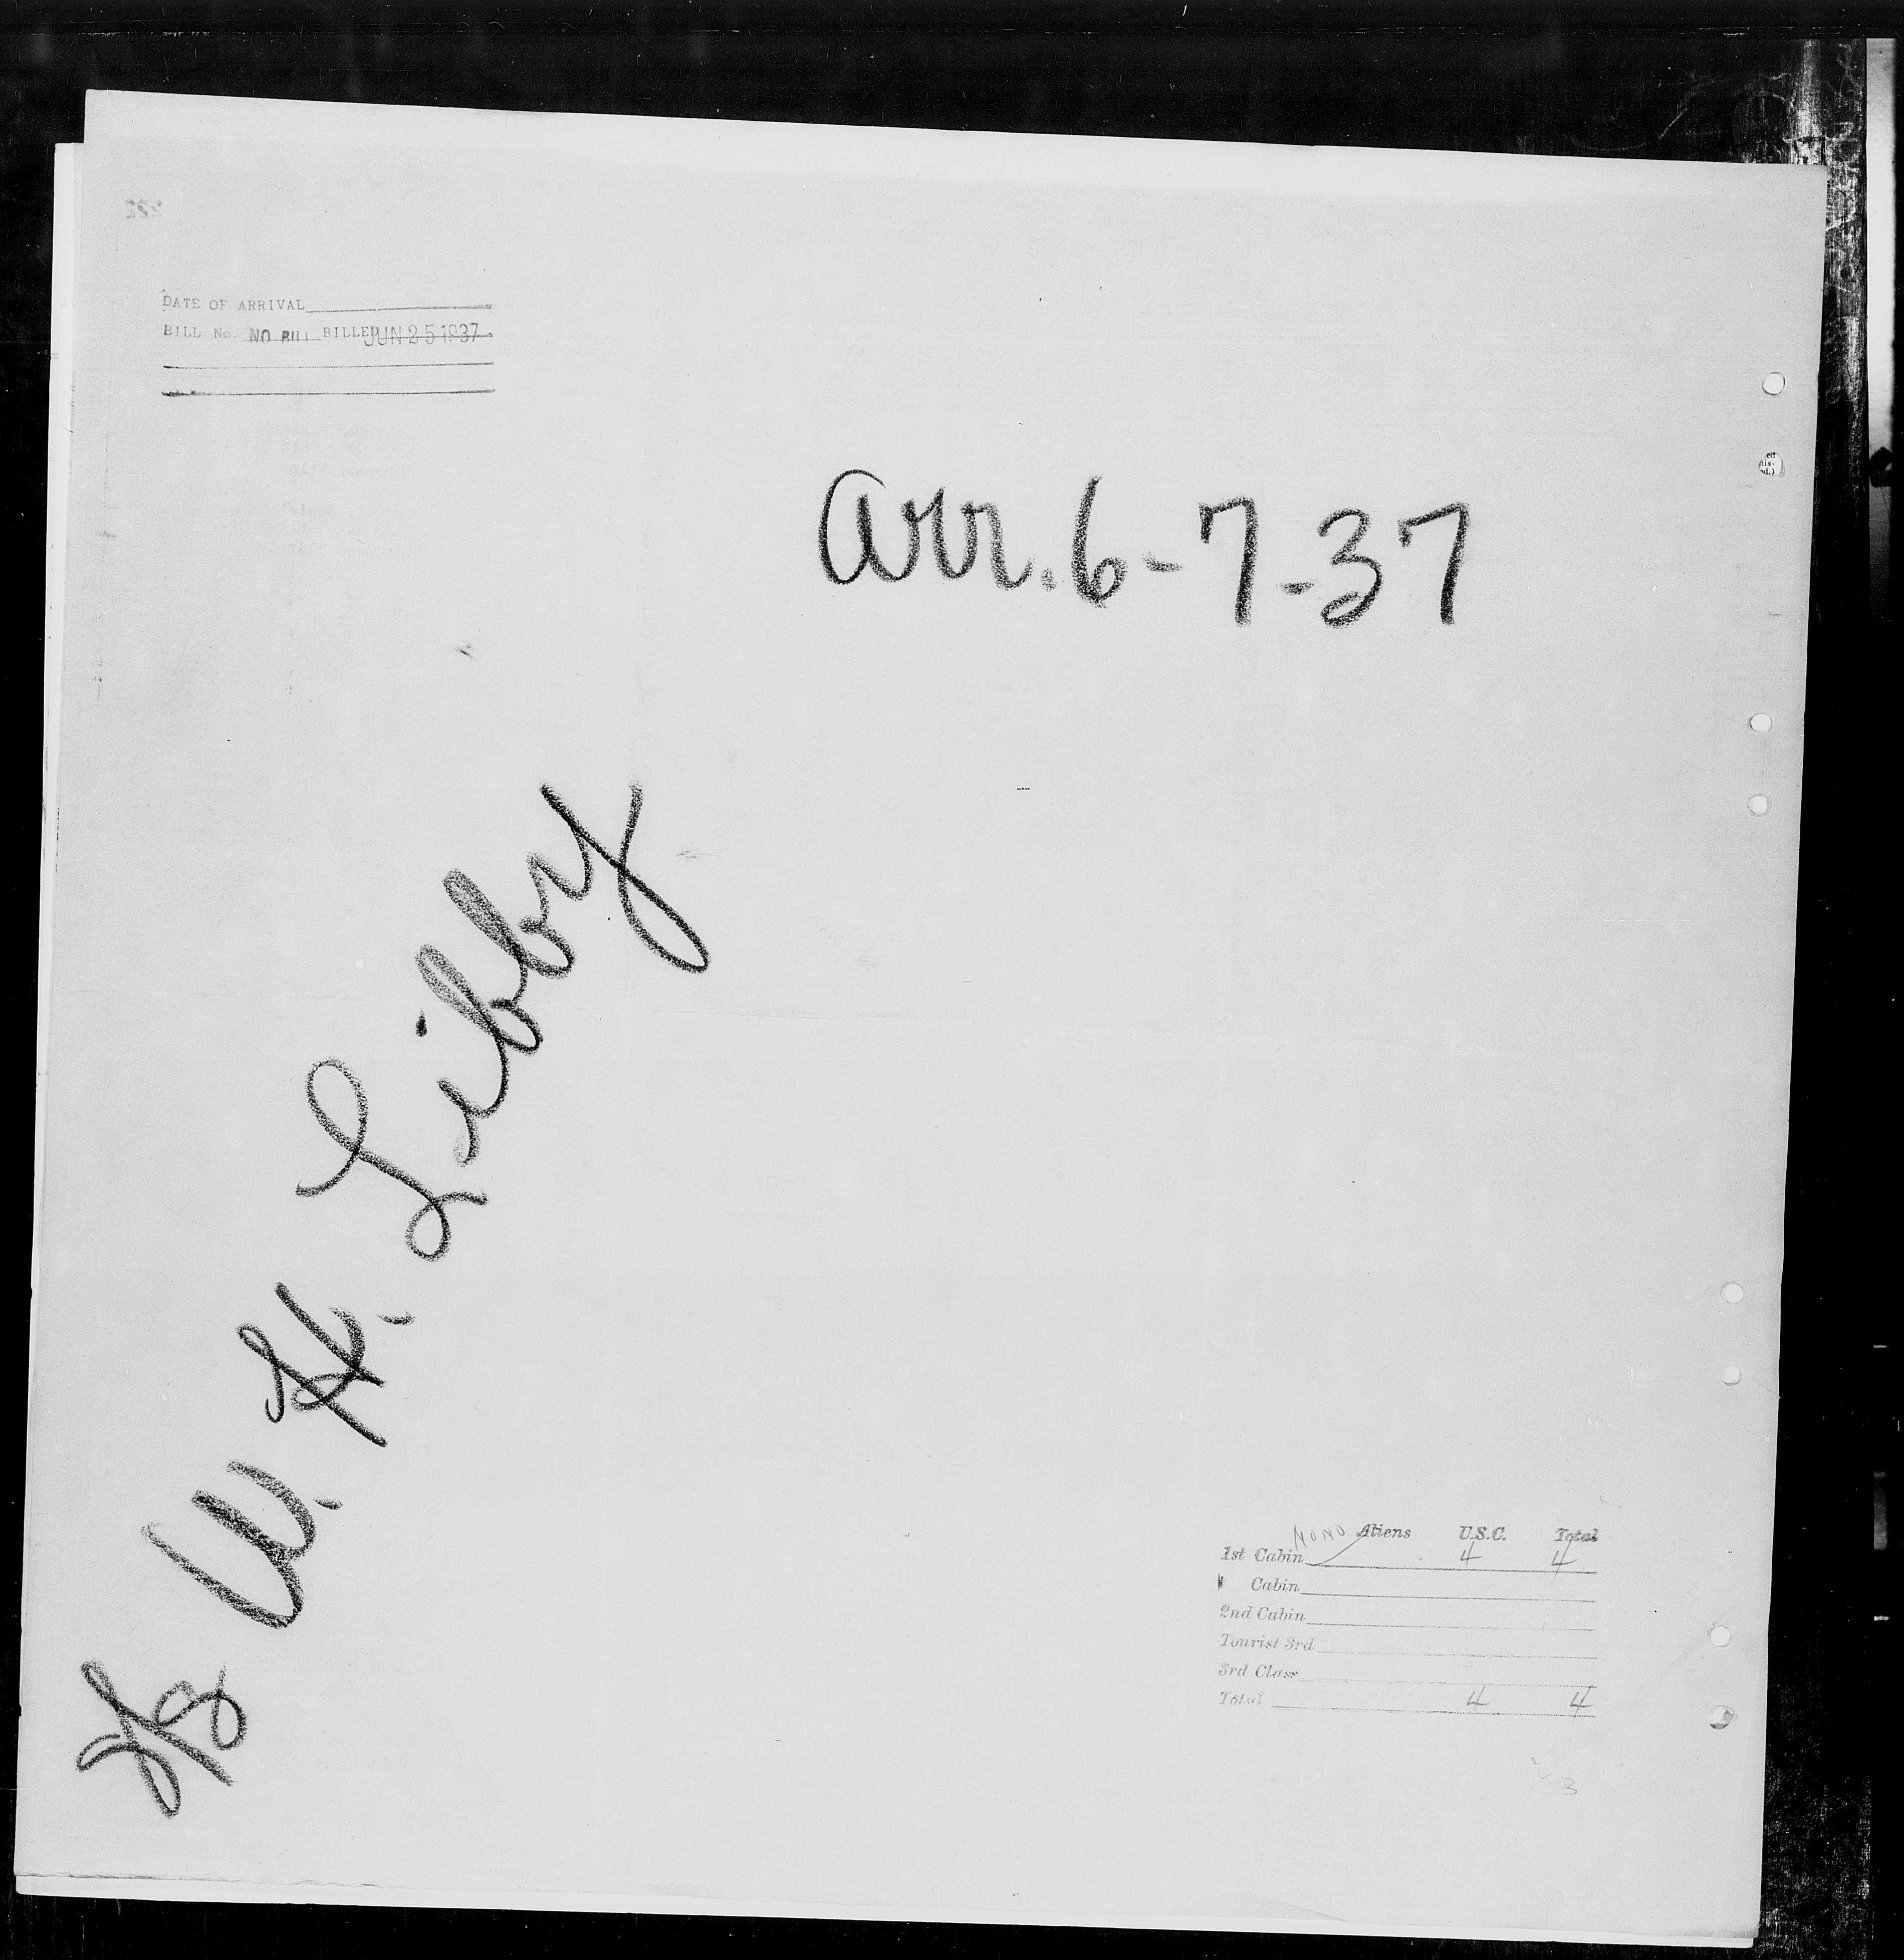 DATE OF ARRIVAL
BILL No. NO BILL BILLED JUN 25 1937
Arr. 6-7-37
SS W. H. Libby
None Aliens U.S.C. Total
1st Cabin 4 4
Cabin
2nd Cabin
Tourist 3rd
3rd Class
Total 4 4
3